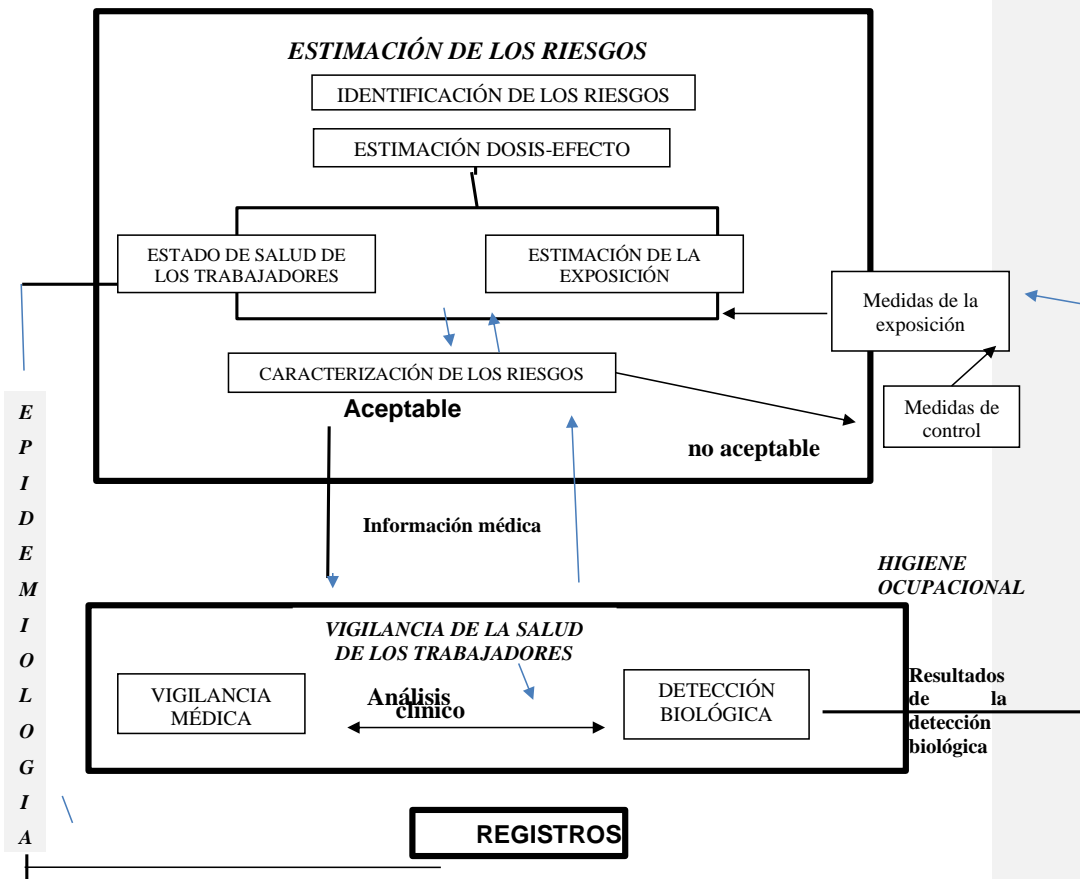 ESTIMACIÓN DE LOS RIESGOS
IDENTIFICACIÓN DE LOS RIESGOS
ESTIMACIÓN DOSIS-EFECTO
ESTADO DE SALUD DE
LOS TRABAJADORES
ESTIMACIÓN DE LA
EXPOSICIÓN
Medidas de la
exposición
CARACTERIZACIÓN DE LOS RIESGOS
Aceptable
no aceptable
Medidas de
control
E
P
I
D
E
M
I
O
L
O
G
I
A
Información médica
HIGIENE
OCUPACIONAL
VIGILANCIA DE LA SALUD
DE LOS TRABAJADORES
VIGILANCIA
MÉDICA
Análisis
clínico
DETECCIÓN
BIOLÓGICA
Resultados
de la
detección
biológica
REGISTROS